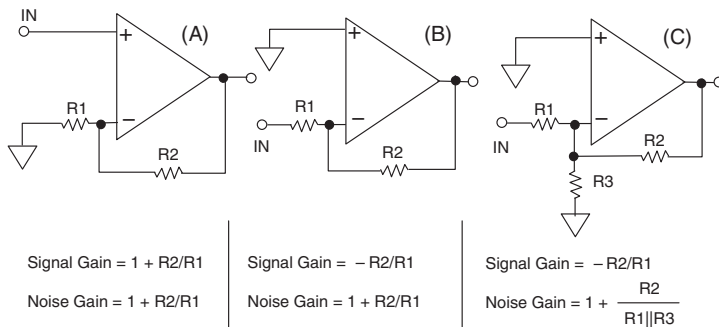 IN
+
(A)
R1
−
R2
+
(B)
R1
−
IN
R2
+
(C)
R1
−
IN
R2
R3
Signal Gain = 1 + R2/R1
Noise Gain = 1 + R2/R1
Signal Gain = − R2/R1
Noise Gain = 1 + R2/R1
Signal Gain = − R2/R1
Noise Gain = 1 + R2
R1||R3